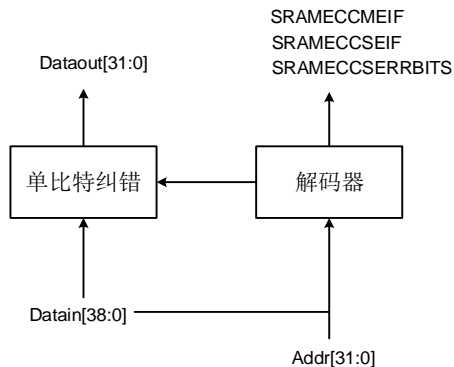 SRAMECCMEIF
SRAMECCSEIF
SRAMECCSERRBITS
Dataout[31:0]
单比特纠错
解码器
Datain[38:0]
Addr[31:0]